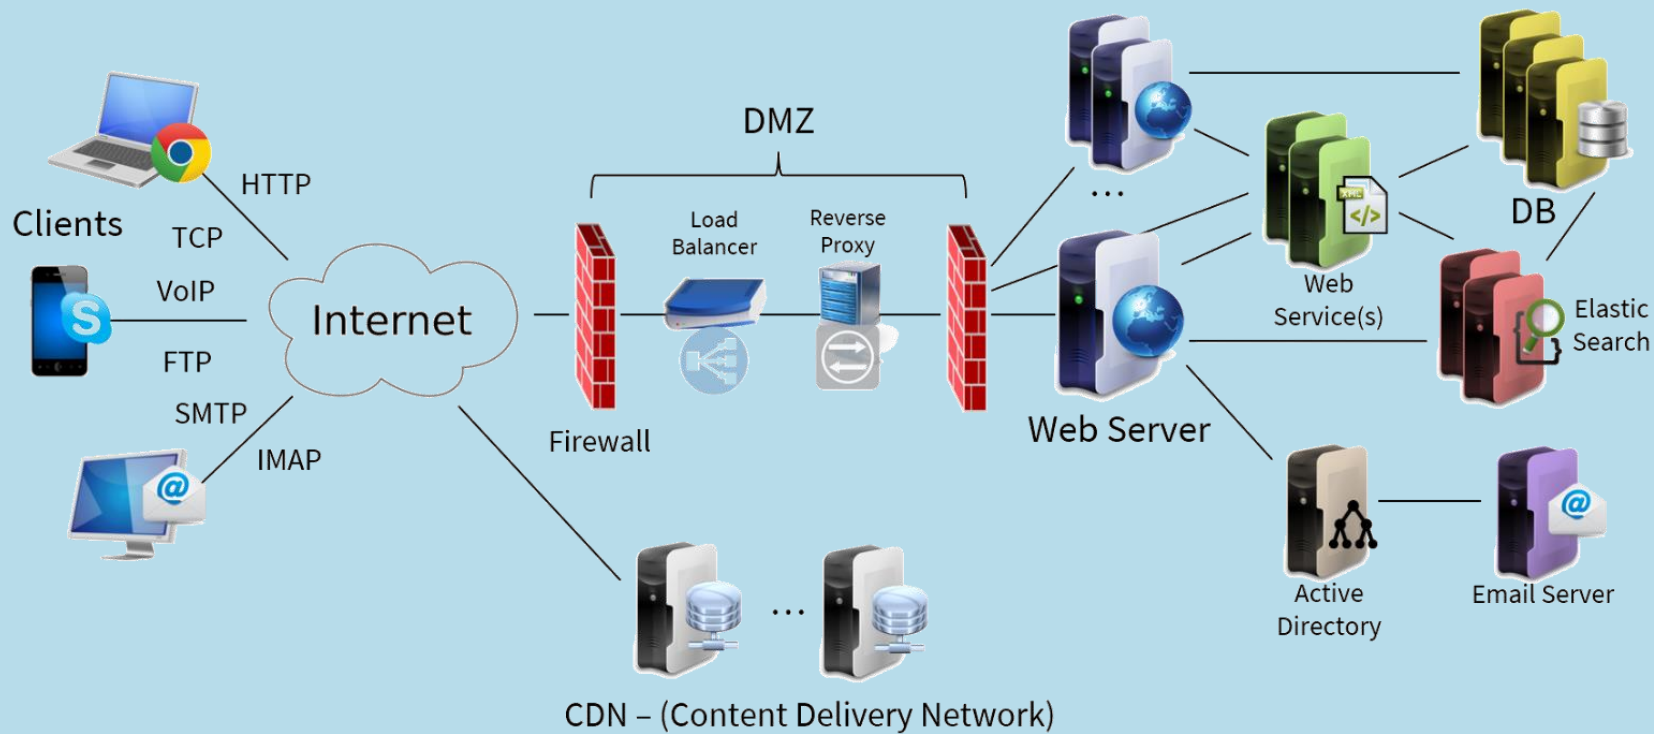 Clients
HTTP
TCP
VoIP
FTP
SMTP
IMAP
Internet
Firewall
DMZ
Load
Balancer
Reverse
Proxy
...
Web Server
Web
Service(s)
XML
</>
DB
{ }
Elastic
Search
Active
Directory
@
Email Server
@
S
...
CDN – (Content Delivery Network)